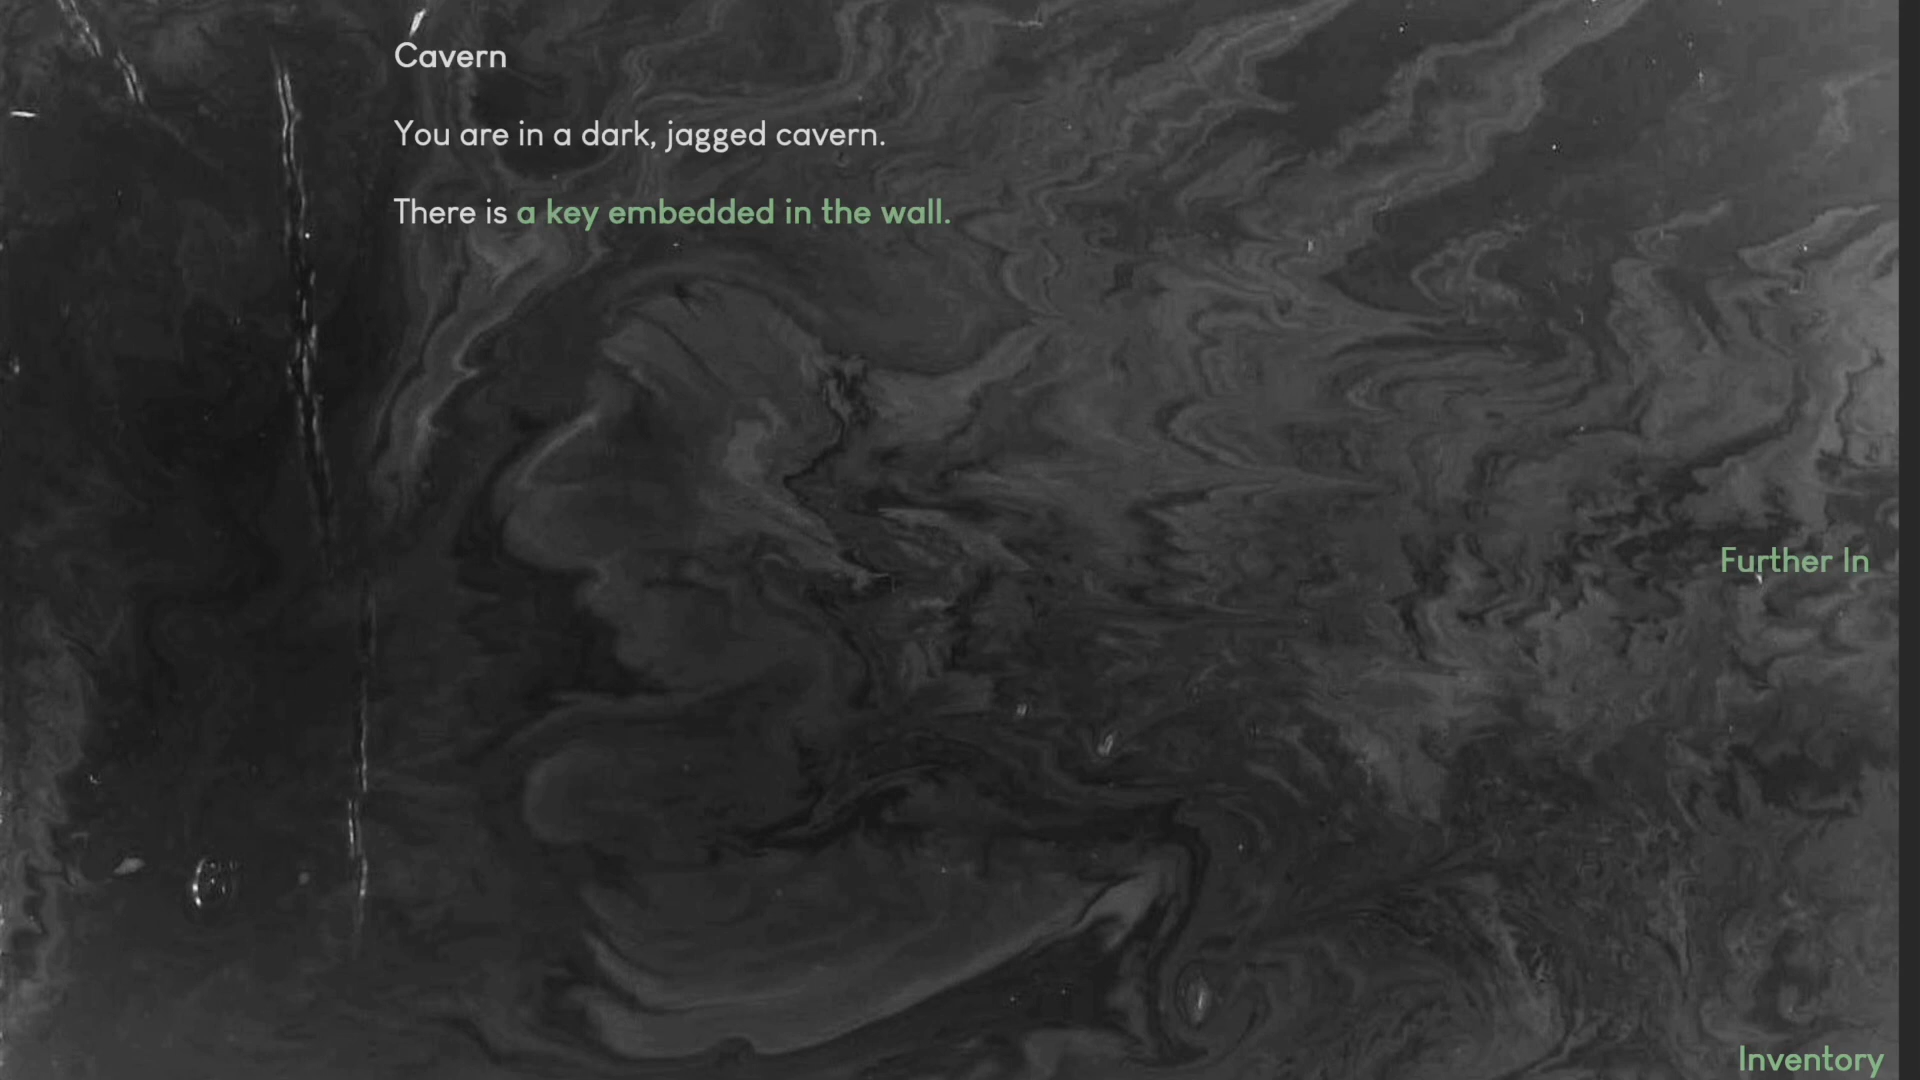 Cavern
You are in a dark, jagged cavern.
There is a key embedded in the wall.
Further In
Inventory